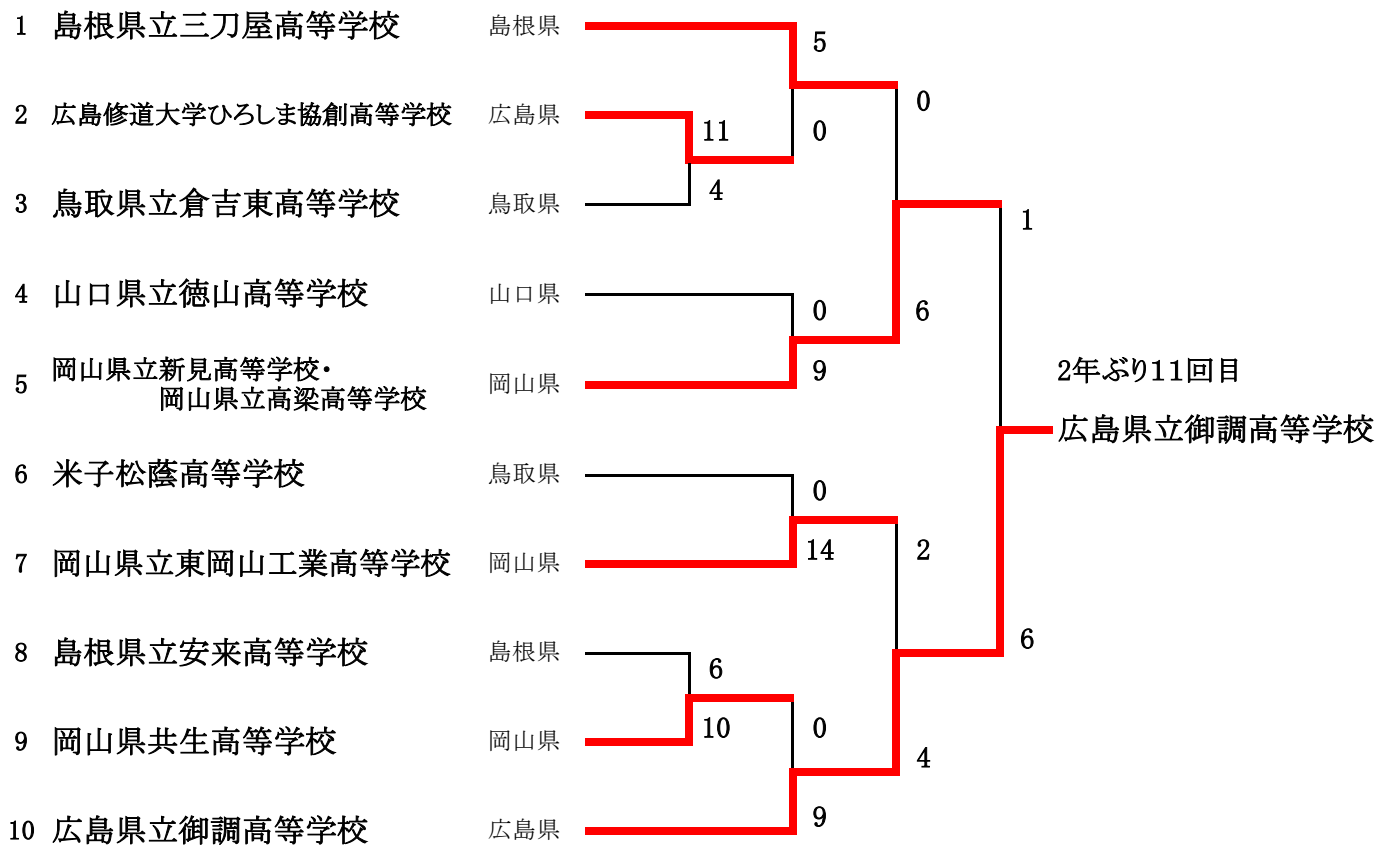 1 島根県立三刀屋高等学校 島根県
5
0
2 広島修道大学ひろしま協創高等学校 広島県
11
0
4
3 鳥取県立倉吉東高等学校 鳥取県
1
4 山口県立徳山高等学校 山口県
0
6
5 岡山県立新見高等学校・
岡山県立高梁高等学校 岡山県
9
2年ぶり11回目
広島県立御調高等学校
6 米子松蔭高等学校 鳥取県
0
14
2
7 岡山県立東岡山工業高等学校 岡山県
6
8 島根県立安来高等学校 島根県
6
10
0
9 岡山県共生高等学校 岡山県
4
9
10 広島県立御調高等学校 広島県